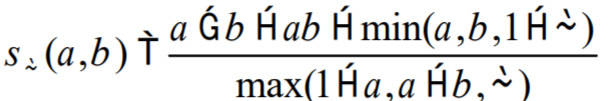 s ὲ (a,b) T̀ a Ǵ b H́ ab H́ min(a,b,1 H́ ~̀)
max(1 H́ a,a H́ b, ~̀)